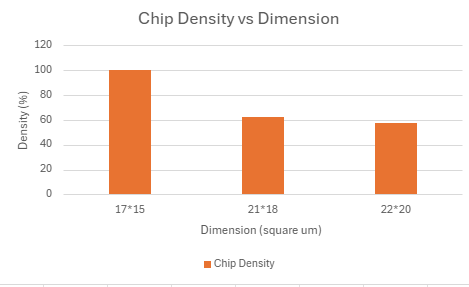 Chip Density vs Dimension
120
100
80
60
40
20
0
Density (%)
17*15
21*18
22*20
Dimension (square um)
Chip Density